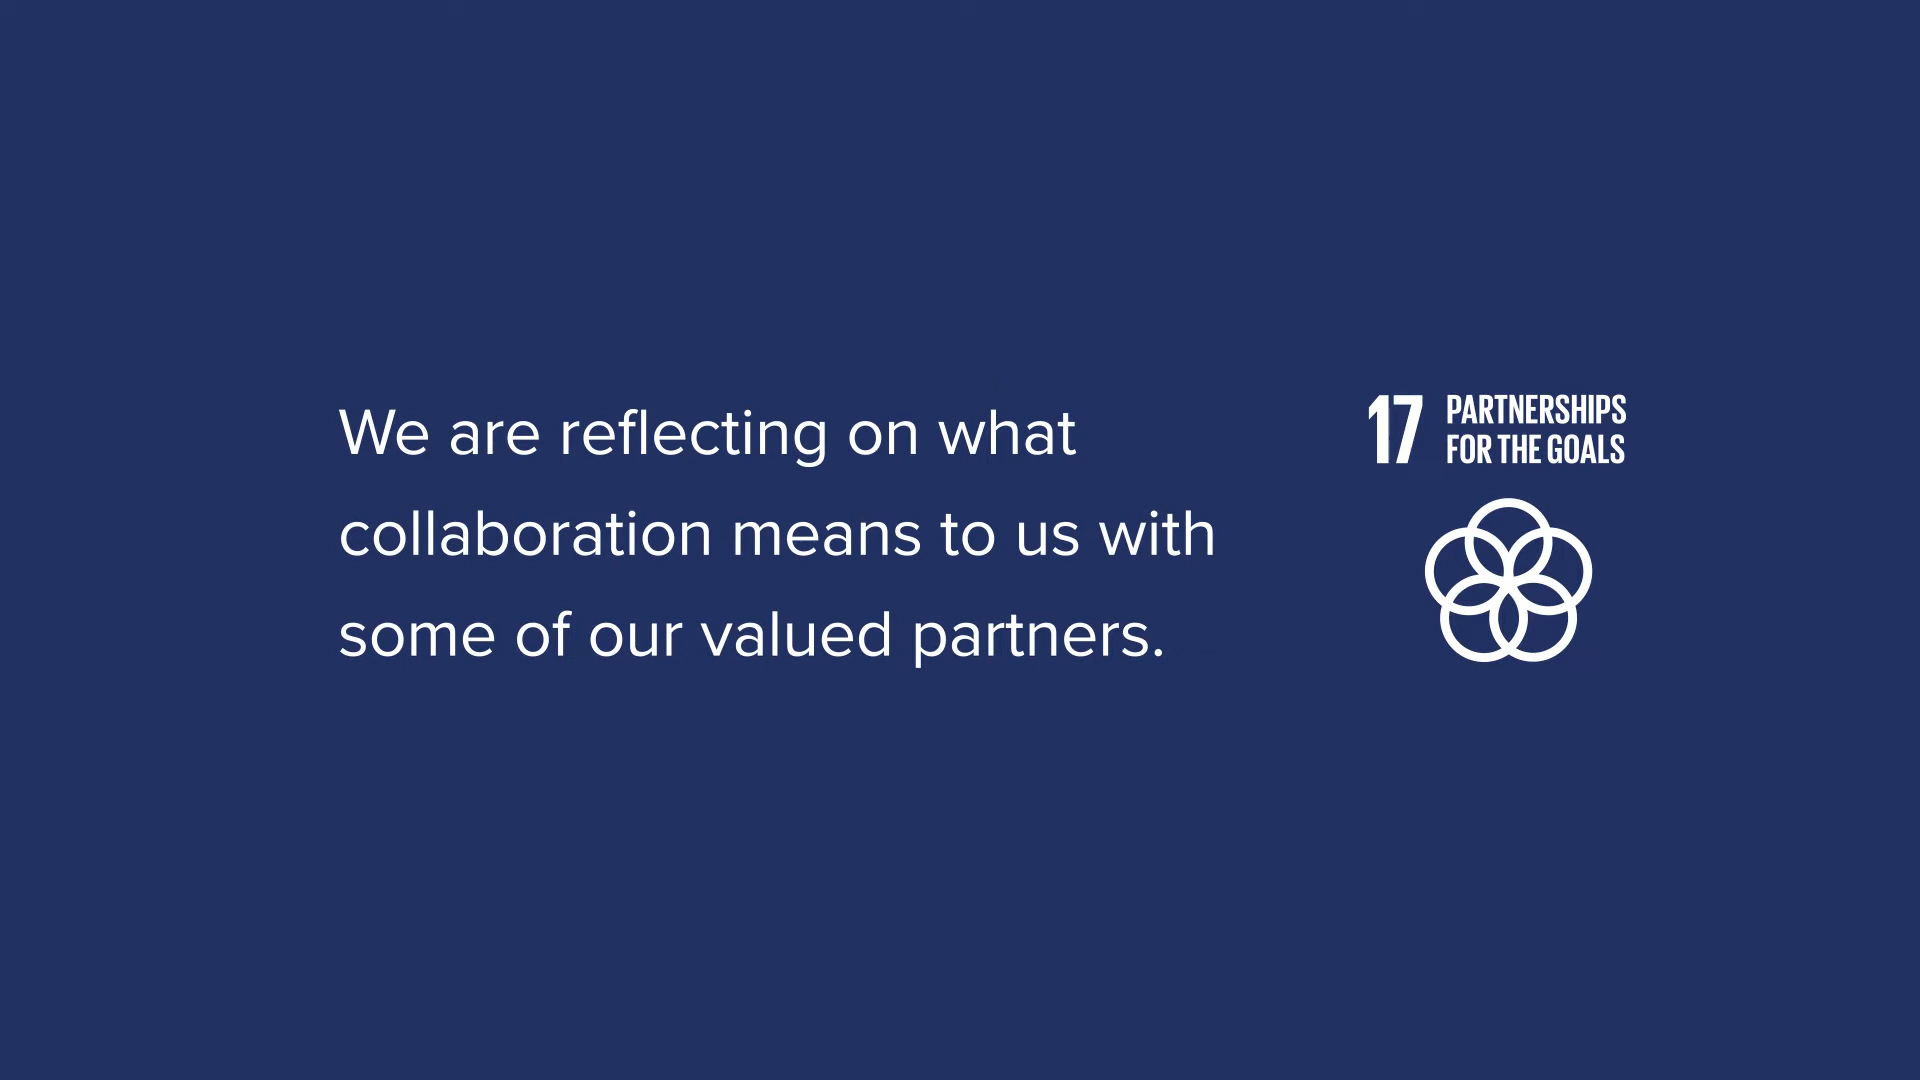 We are reflecting on what
collaboration means to us with
some of our valued partners.
17 PARTNERSHIPS
FOR THE GOALS